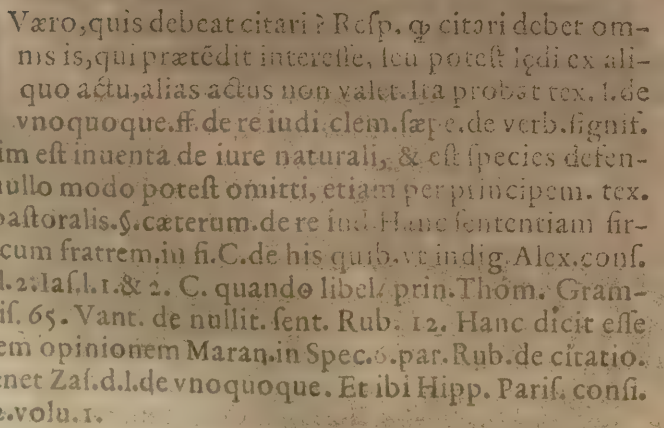 Væro,quis debeat citari ? Resp. ꝙ citari debet om-
nis is,qui prætēdit interesse, seu potest lędi ex ali-
quo actu,alias actus non valet.Ita probat tex. l.de
vnoquoque.ff.de re iudi.clem.sæpe.de verb.signif.
im est inuenta de iure naturali, & est species defen-
nullo modo potest omitti, etiam per principem. tex.
pastoralis.§.cæterum.de re iud.Hanc sententiam fir-
cum fratrem.in fi.C.de his quib.vt indig.Alex.cons.
l.2.Ias.l.1.& 2. C. quando libel. prin.Thom. Gram-
is. 65. Vant. de nullit. sent. Rub. 12. Hanc dicit esse
em opinionem Maran.in Spec.6.par.Rub.de citatio.
enet Zas.d.l.de vnoquoque. Et ibi Hipp. Paris. consi.
.volu.1.